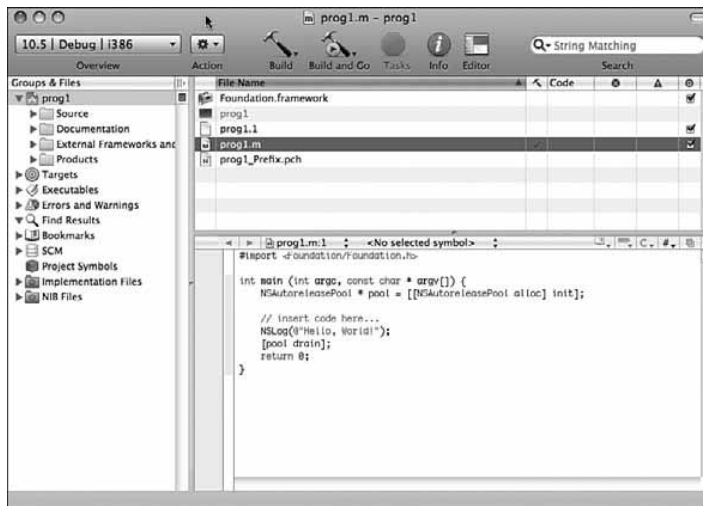 prog1.m – prog1
10.5 | Debug | i386
String Matching
Overview
Action
Build
Build and Go
Tasks
Info
Editor
Search
Groups & Files
prog1
Source
Documentation
External Frameworks and
Products
Targets
Executables
Errors and Warnings
Find Results
Bookmarks
SCM
Project Symbols
Implementation Files
NIB Files
File Name
Code
Foundation.framework
prog1
prog1.1
prog1.m
prog1_Prefix.pch
prog1.m:1
<No selected symbol>
C
#
#import <Foundation/Foundation.h>
int main (int argc, const char * argv[]) {
NSAutoreleasePool * pool = [[NSAutoreleasePool alloc] init];
// insert code here...
NSLog(@"Hello, World!");
[pool drain];
return 0;
}